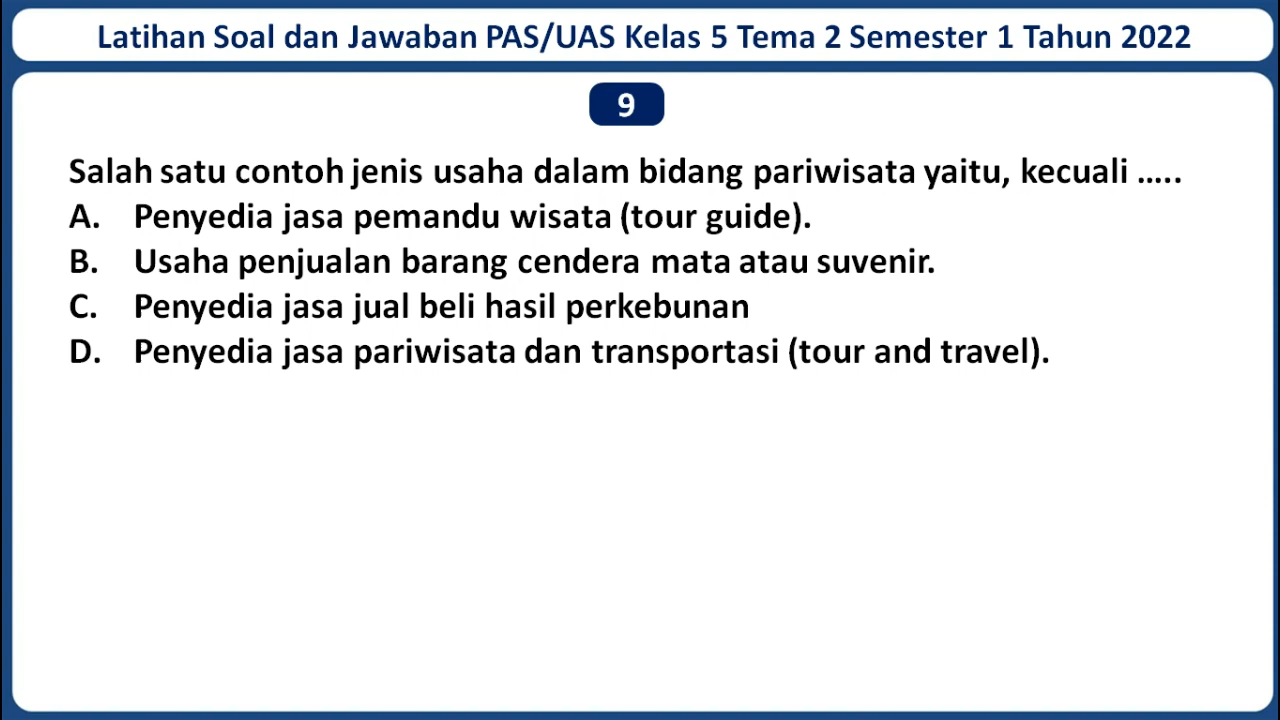 Latihan Soal dan Jawaban PAS/UAS Kelas 5 Tema 2 Semester 1 Tahun 2022
9
Salah satu contoh jenis usaha dalam bidang pariwisata yaitu, kecuali .....
A. Penyedia jasa pemandu wisata (tour guide).
B. Usaha penjualan barang cendera mata atau suvenir.
C. Penyedia jasa jual beli hasil perkebunan
D. Penyedia jasa pariwisata dan transportasi (tour and travel).